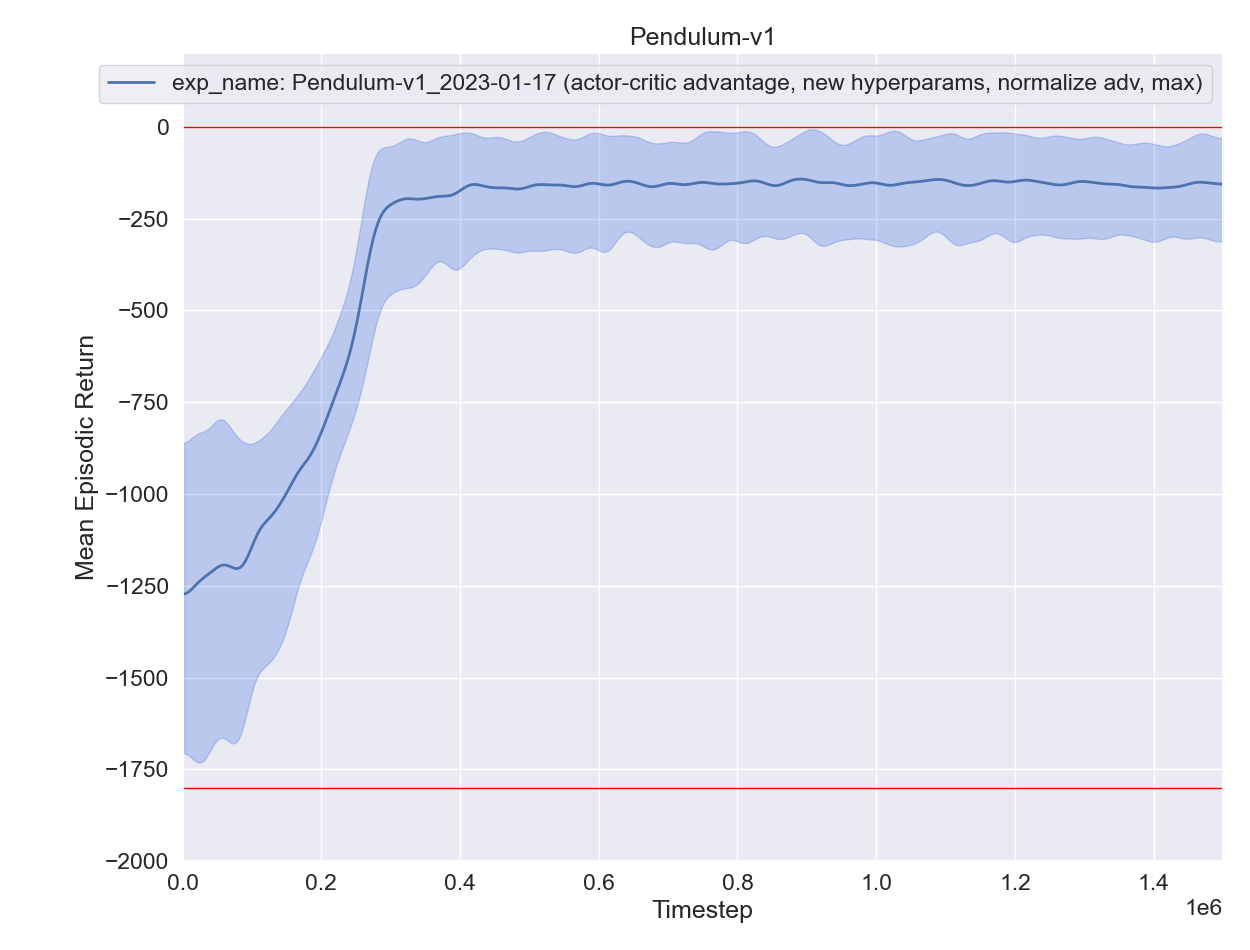 Pendulum-v1
exp_name: Pendulum-v1_2023-01-17 (actor-critic advantage, new hyperparams, normalize adv, max)
Mean Episodic Return
0
−250
−500
−750
−1000
−1250
−1500
−1750
−2000
0.0 0.2 0.4 0.6 0.8 1.0 1.2 1.4
1e6
Timestep